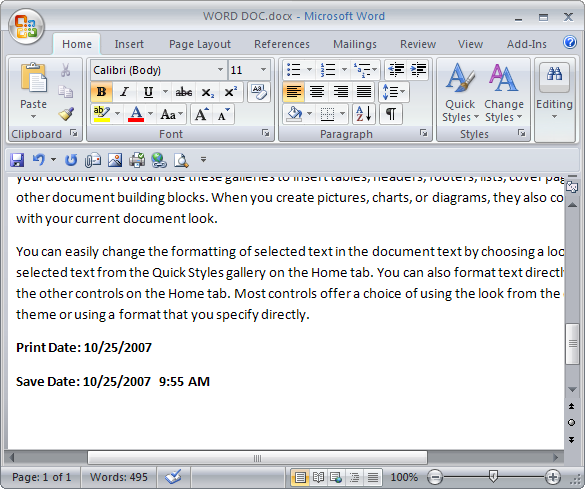 WORD DOC.docx - Microsoft Word
Home Insert Page Layout References Mailings Review View Add-Ins
Paste
Clipboard
Calibri (Body) 11
B I U abc x₂ x²
ab A Aa A A
Font
Paragraph
Quick Styles
Change Styles
Styles
Editing
your document. You can use these galleries to insert tables, headers, footers, lists, cover pag
other document building blocks. When you create pictures, charts, or diagrams, they also co
with your current document look.
You can easily change the formatting of selected text in the document text by choosing a loo
selected text from the Quick Styles gallery on the Home tab. You can also format text directl
the other controls on the Home tab. Most controls offer a choice of using the look from the
theme or using a format that you specify directly.
Print Date: 10/25/2007
Save Date: 10/25/2007 9:55 AM
Page: 1 of 1 Words: 495 100%